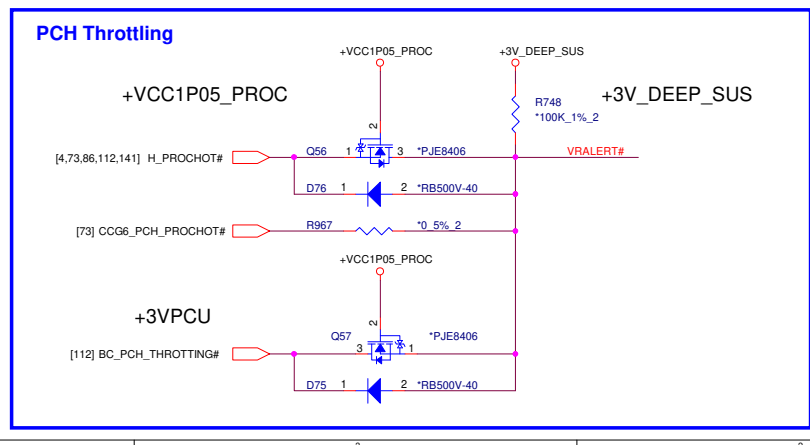 PCH Throttling
+VCC1P05_PROC
+3V_DEEP_SUS
+VCC1P05_PROC
+3V_DEEP_SUS
R748
*100K_1%_2
2
[4,73,86,112,141] H_PROCHOT#
Q56
1
3
*PJE8406
VRALERT#
D76
1
2
*RB500V-40
[73] CCG6_PCH_PROCHOT#
R967
*0_5%_2
+VCC1P05_PROC
+3VPCU
2
Q57
*PJE8406
[112] BC_PCH_THROTTING#
3
1
D75
1
2
*RB500V-40